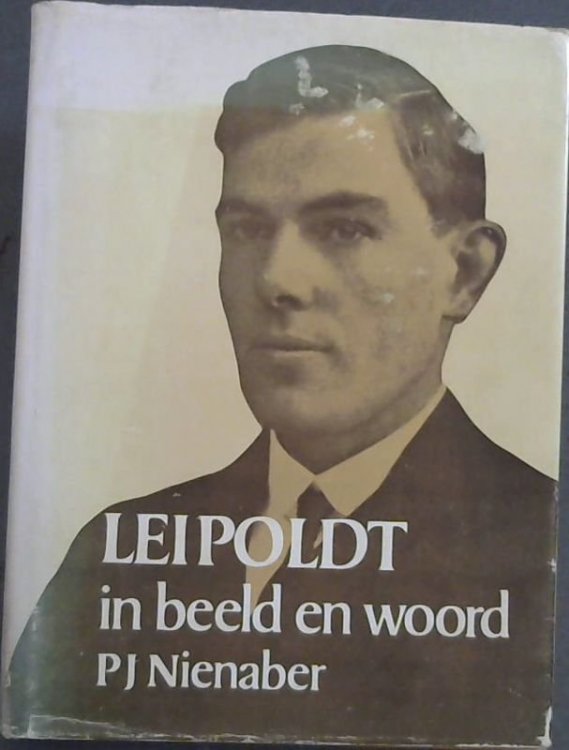 LEIPOLDT
in beeld en woord
PJ Nienaber